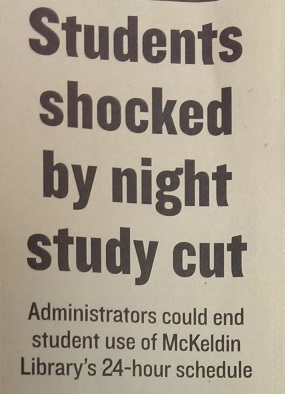 Students
shocked
by night
study cut
Administrators could end
student use of McKeldin
Library's 24-hour schedule